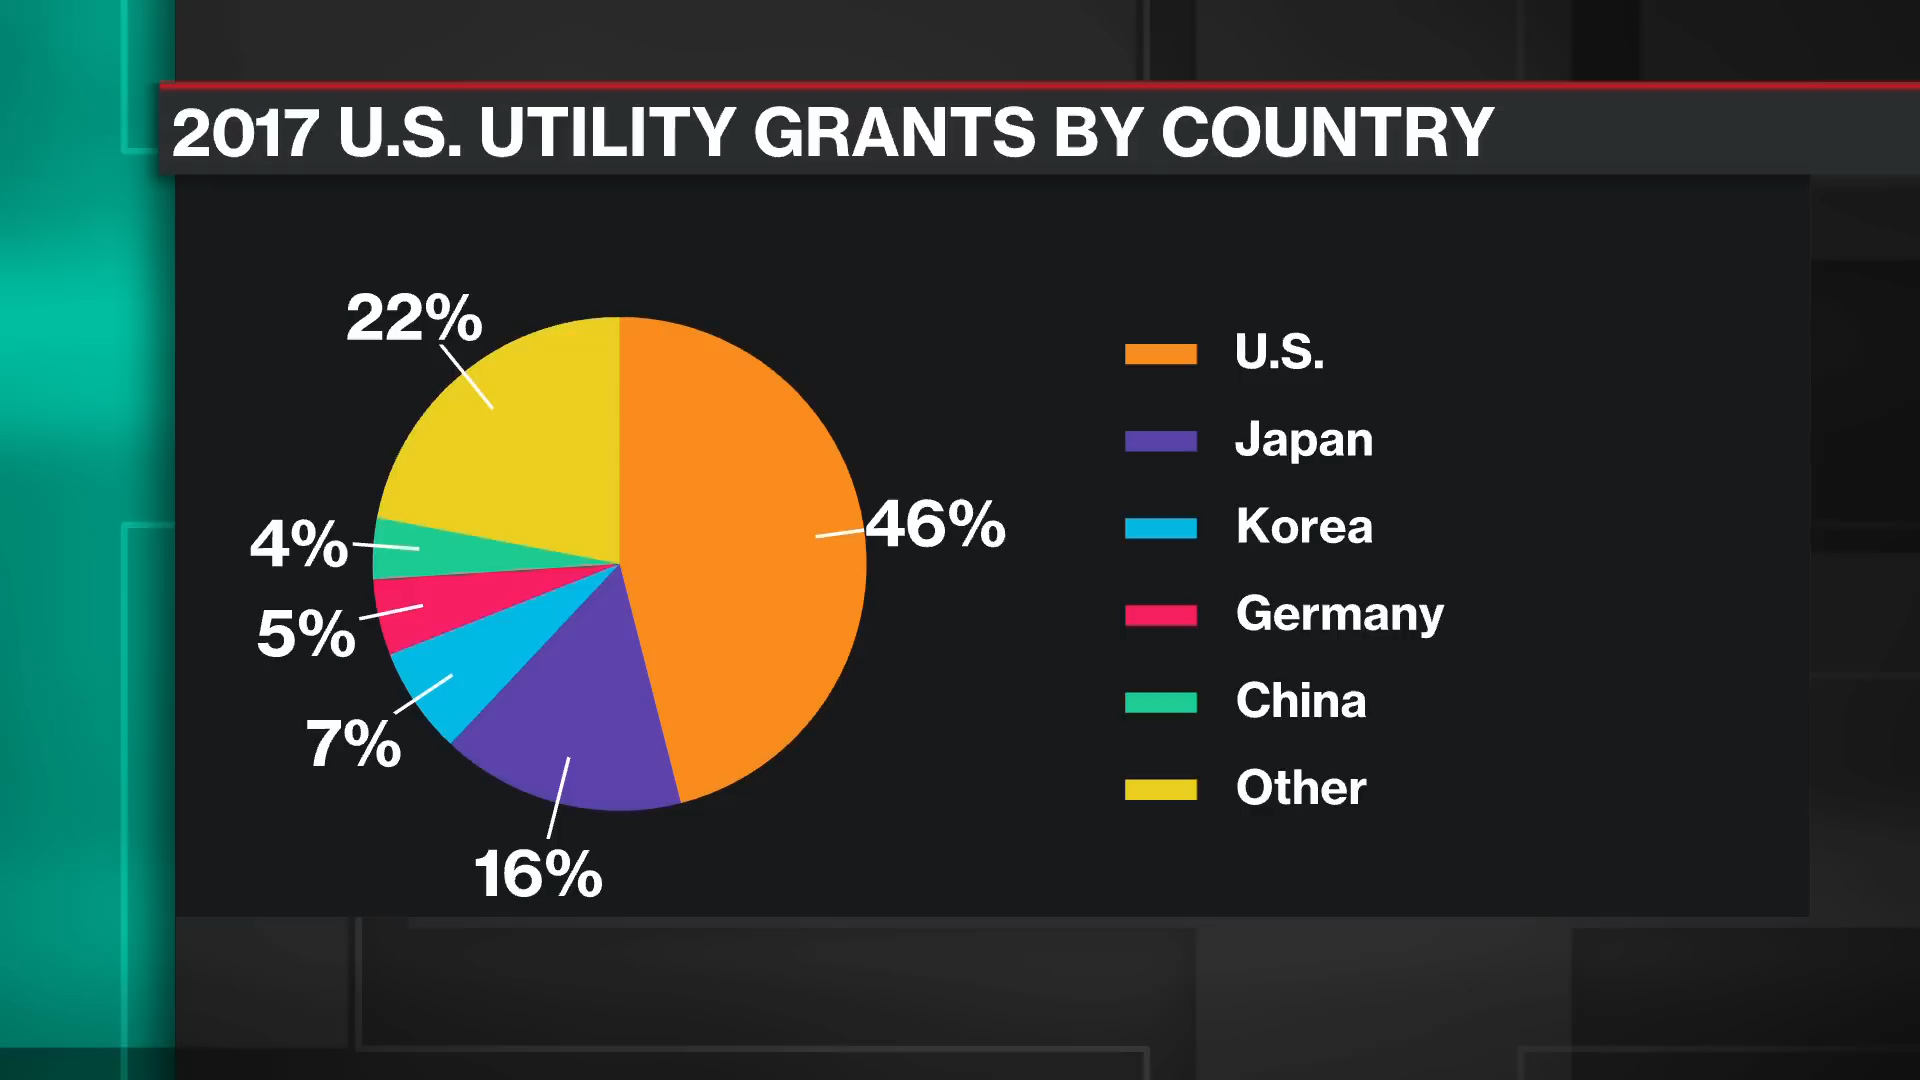 2017 U.S. UTILITY GRANTS BY COUNTRY
22%
46%
4%
5%
7%
16%
U.S.
Japan
Korea
Germany
China
Other